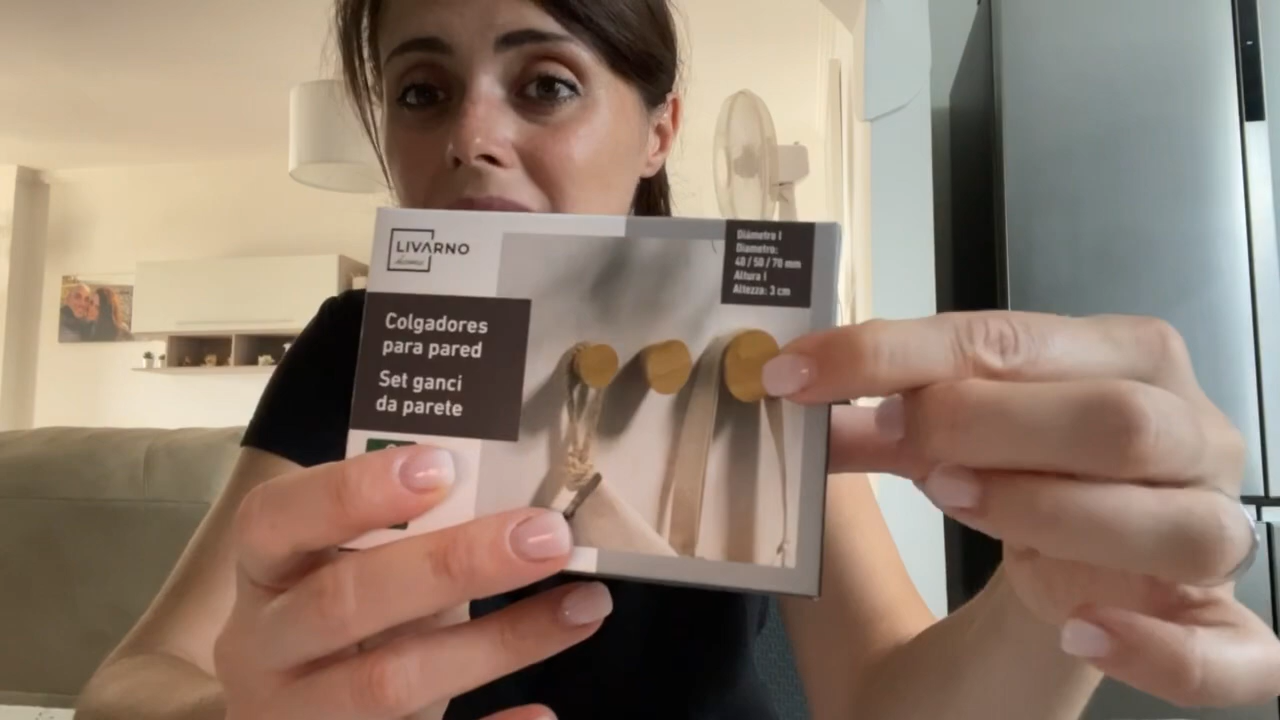 LIVARNO
home
Colgadores
para pared
Set ganci
da parete
Diámetro |
Diametro:
40 / 50 / 70 mm
Altura |
Altezza: 3 cm